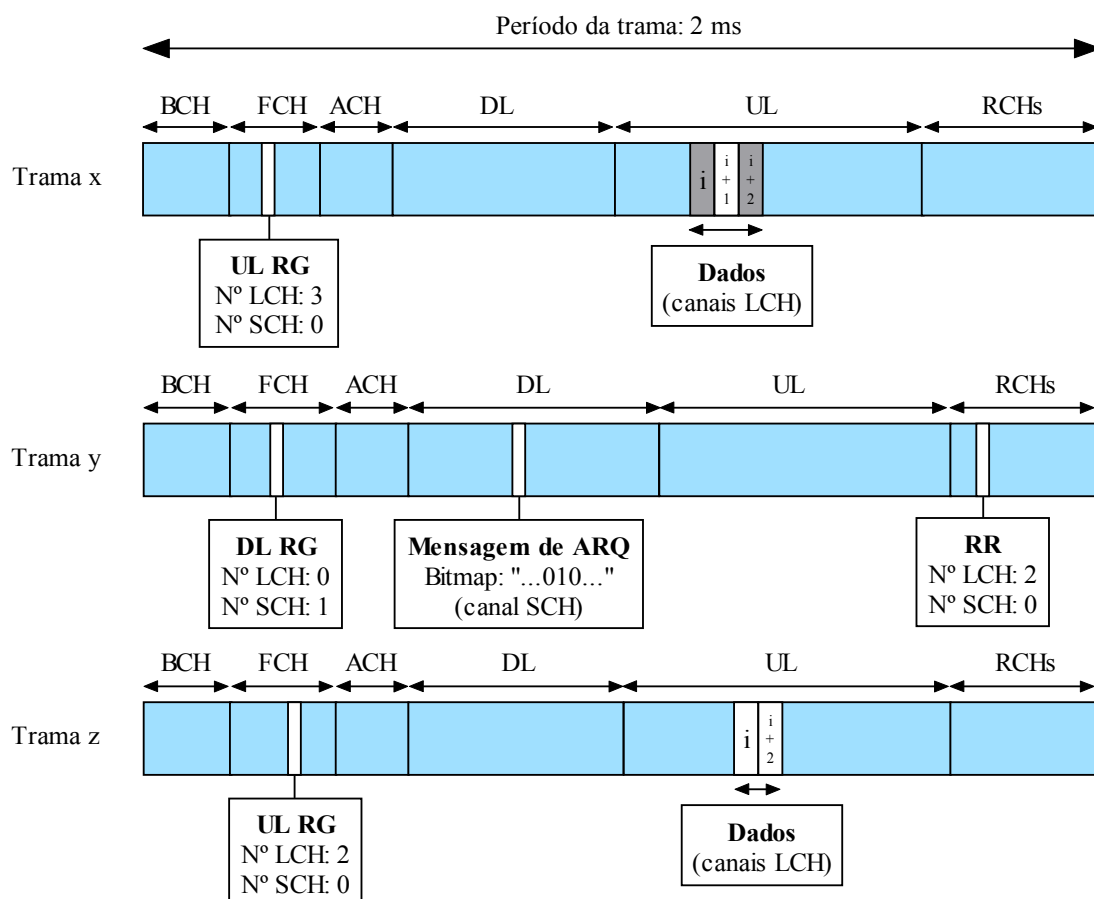 Período da trama: 2 ms
BCH FCH ACH DL UL RCHs
Trama x
i
i
+
1
i
+
2
UL RG
Nº LCH: 3
Nº SCH: 0
Dados
(canais LCH)
BCH FCH ACH DL UL RCHs
Trama y
DL RG
Nº LCH: 0
Nº SCH: 1
Mensagem de ARQ
Bitmap: "...010..."
(canal SCH)
RR
Nº LCH: 2
Nº SCH: 0
BCH FCH ACH DL UL RCHs
Trama z
i
i
+
2
UL RG
Nº LCH: 2
Nº SCH: 0
Dados
(canais LCH)